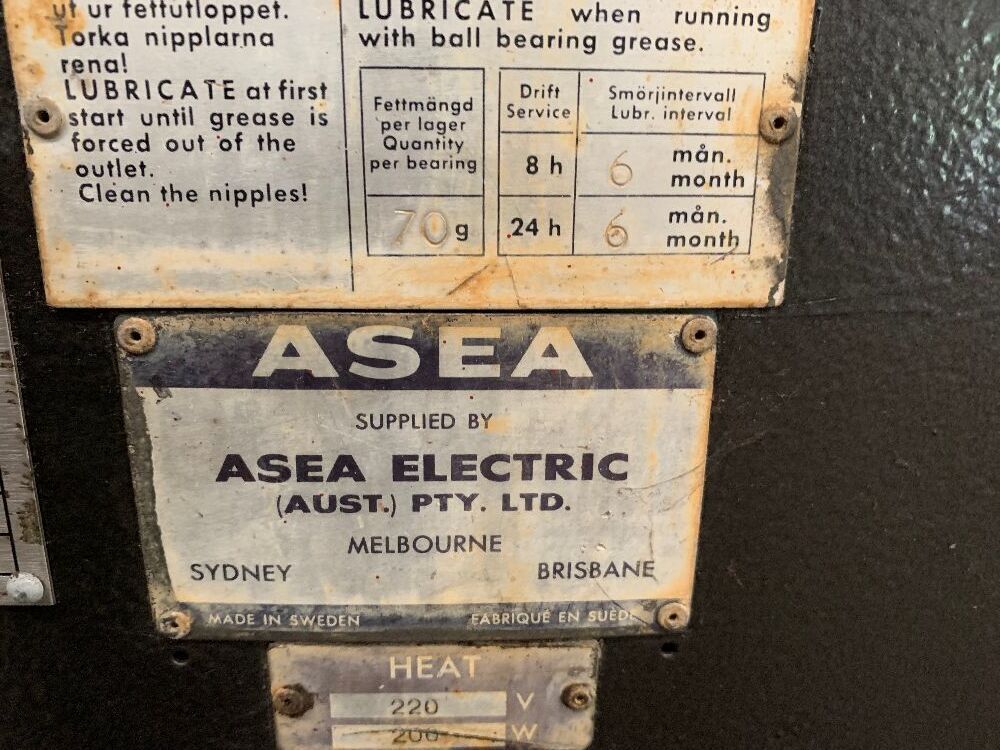 ut ur fettutloppet.
Torka nipplarna
rena!
LUBRICATE at first
start until grease is
forced out of the
outlet.
Clean the nipples!
LUBRICATE when running
with ball bearing grease.
Fettmängd
per lager
Quantity
per bearing
70 g
Drift
Service
Smörjintervall
Lubr. interval
8 h
6
mån.
month
24 h
6
mån.
month
ASEA
SUPPLIED BY
ASEA ELECTRIC
(AUST.) PTY. LTD.
MELBOURNE
SYDNEY BRISBANE
MADE IN SWEDEN FABRIQUÉ EN SUÈDE
HEAT
220 V
200 W